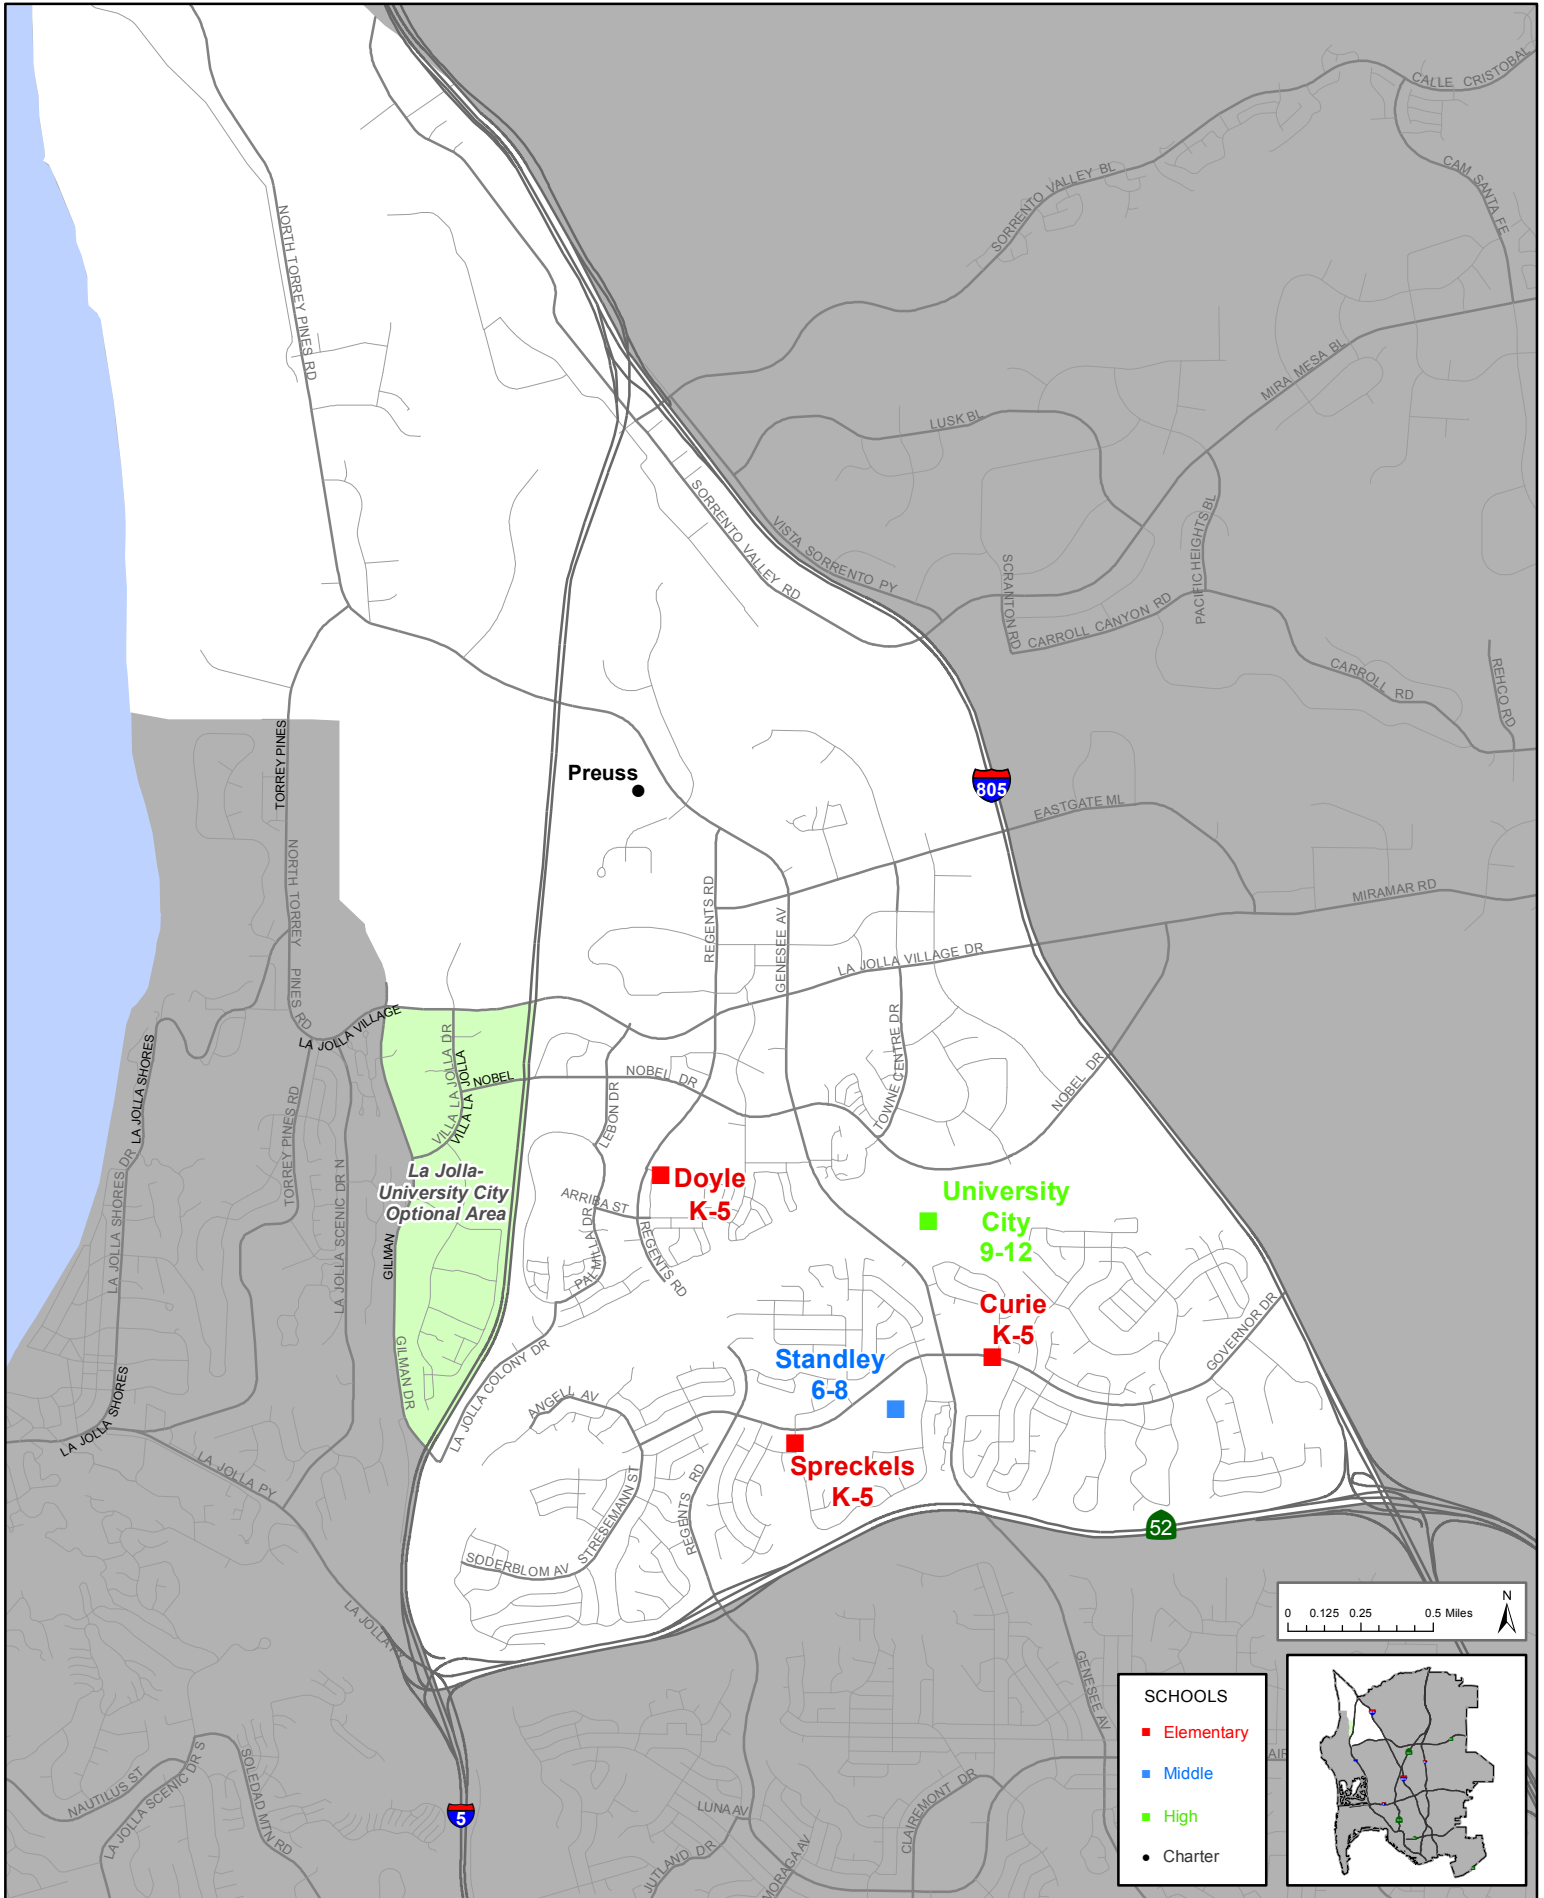 CALLE CRISTOBAL
CAM SANTA FE
SORRENTO VALLEY BL
NORTH TORREY PINES RD
MIRA MESA BL
LUSK BL
SORRENTO VALLEY RD
VISTA SORRENTO PY
PACIFIC HEIGHTS BL
SCRANTON RD
CARROLL CANYON RD
CARROLL RD
REHCO RD
TORREY PINES
Preuss
805
EASTGATE ML
MIRAMAR RD
NORTH TORREY PINES RD
REGENTS RD
GENESEE AV
LA JOLLA VILLAGE DR
LA JOLLA VILLAGE
LA JOLLA SHORES
VILLA LA JOLLA DR
VILLA LA JOLLA
NOBEL
NOBEL DR
TOWNE CENTRE DR
NOBEL DR
LEBON DR
TORREY PINES RD
LA JOLLA SHORES DR
LA JOLLA SCENIC DR N
La Jolla-
University City
Optional Area
Doyle
K-5
ARRIBA ST
REGENTS RD
PALMILLA DR
University
City
9-12
GILMAN
GILMAN DR
Curie
K-5
GOVERNOR DR
Standley
6-8
LA JOLLA COLONY DR
ANGELL AV
LA JOLLA SHORES
LA JOLLA PY
Spreckels
K-5
REGENTS RD
STRESEMANN ST
SODERBLOM AV
52
LA JOLLA PY
GENESEE AV
0 0.125 0.25 0.5 Miles
N
NAUTILUS ST
LA JOLLA SCENIC DR S
SOLEDAD MTN RD
5
LUNA AV
JUTLAND DR
MORAGA AV
CLAIREMONT DR
AIR
SCHOOLS
Elementary
Middle
High
Charter